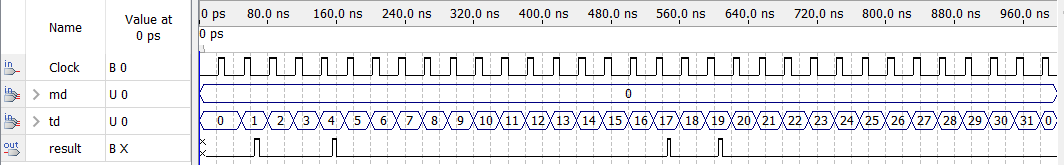 Name Value at 0 ps
0 ps 80.0 ns 160.0 ns 240.0 ns 320.0 ns 400.0 ns 480.0 ns 560.0 ns 640.0 ns 720.0 ns 800.0 ns 880.0 ns 960.0 ns
0 ps
in Clock B 0
in md U 0 0
in td U 0 0 1 2 3 4 5 6 7 8 9 10 11 12 13 14 15 16 17 18 19 20 21 22 23 24 25 26 27 28 29 30 31 0
out result B X